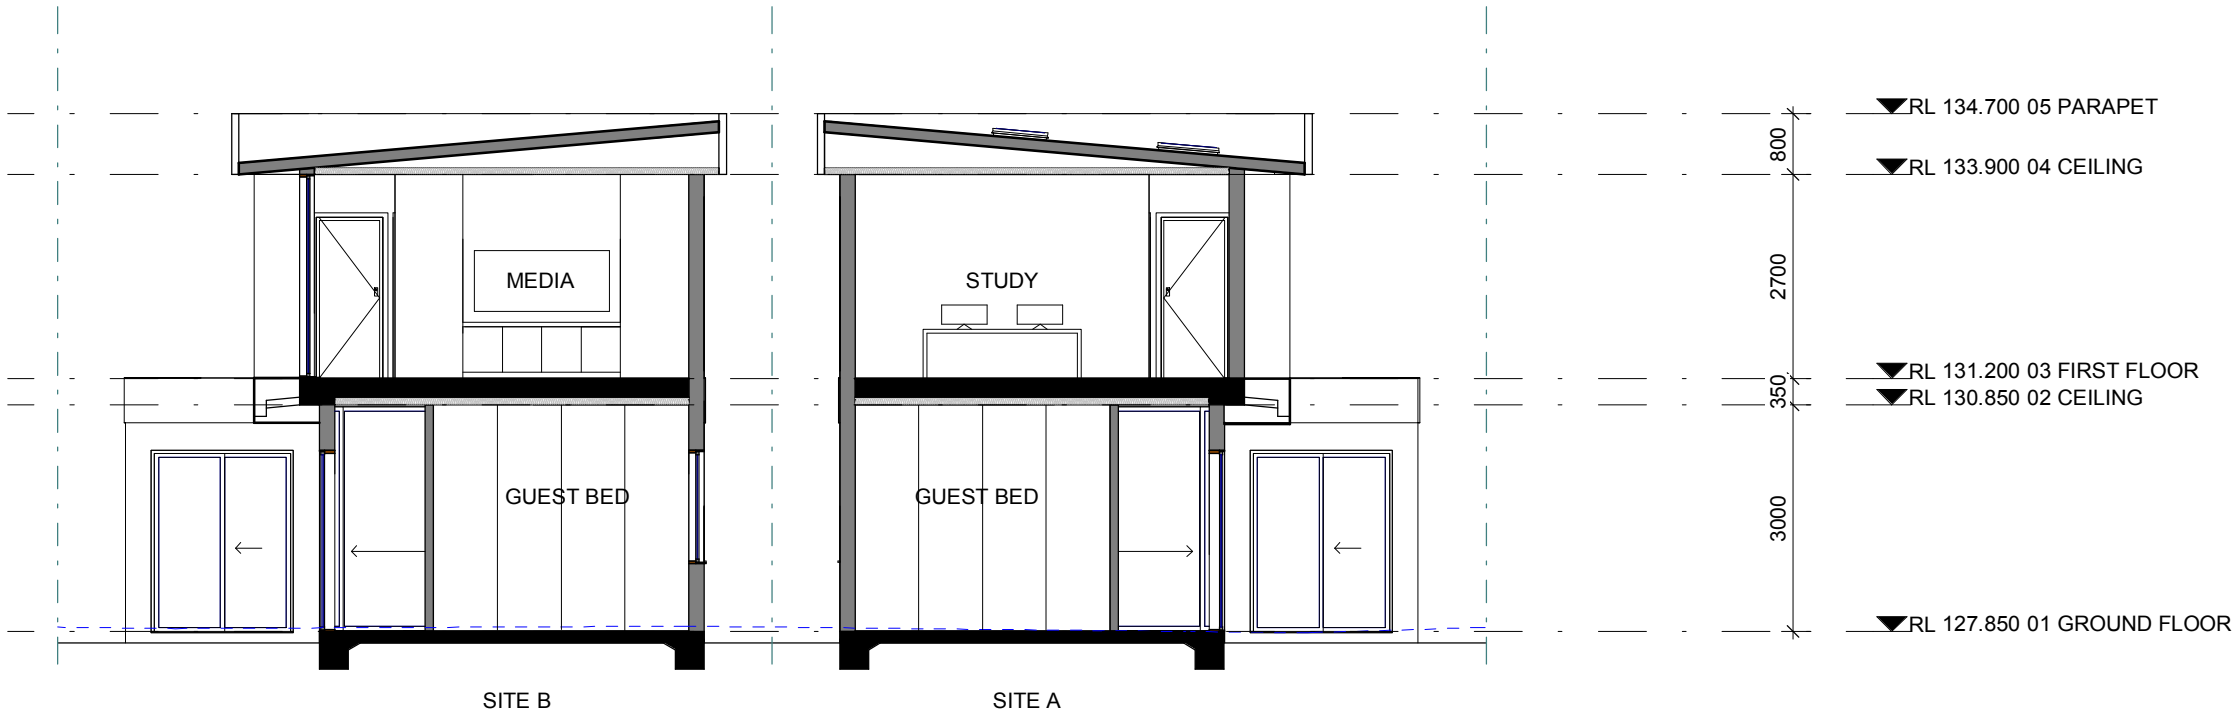 RL 134.700 05 PARAPET
800
RL 133.900 04 CEILING
2700
MEDIA
STUDY
RL 131.200 03 FIRST FLOOR
350
RL 130.850 02 CEILING
GUEST BED
GUEST BED
3000
RL 127.850 01 GROUND FLOOR
SITE B
SITE A